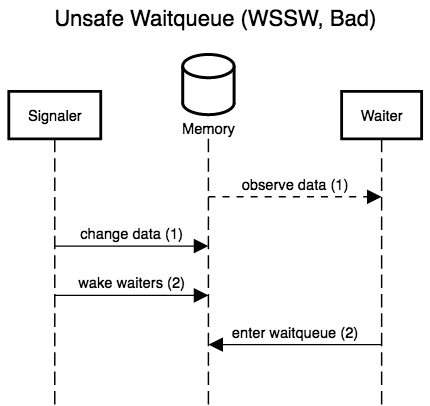 Unsafe Waitqueue (WSSW, Bad)
Signaler
Memory
Waiter
observe data (1)
change data (1)
wake waiters (2)
enter waitqueue (2)